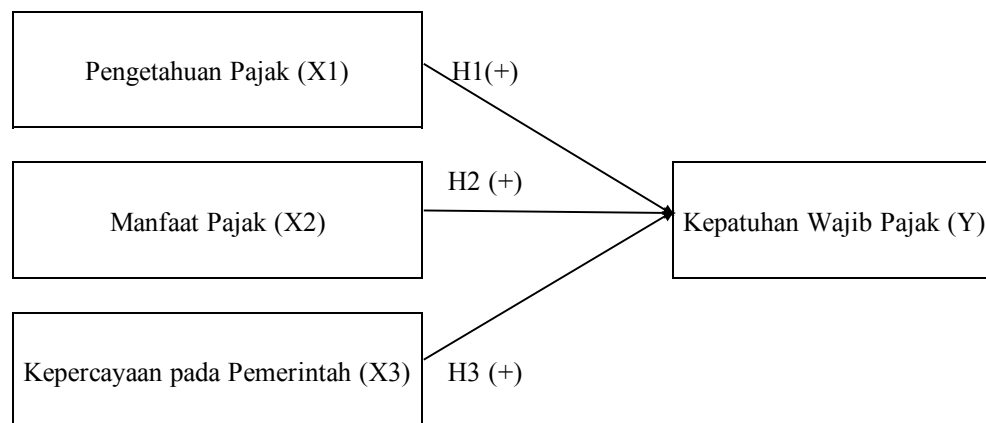 Pengetahuan Pajak (X1)
H1(+)
Manfaat Pajak (X2)
H2 (+)
Kepatuhan Wajib Pajak (Y)
Kepercayaan pada Pemerintah (X3)
H3 (+)